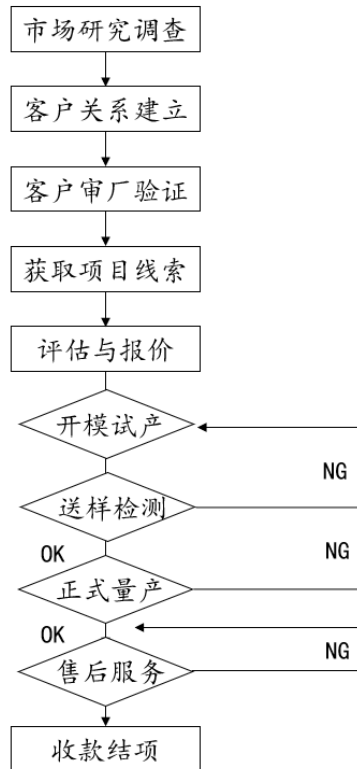 市场研究调查
客户关系建立
客户审厂验证
获取项目线索
评估与报价
开模试产
NG
送样检测
OK
NG
正式量产
OK
NG
售后服务
收款结项